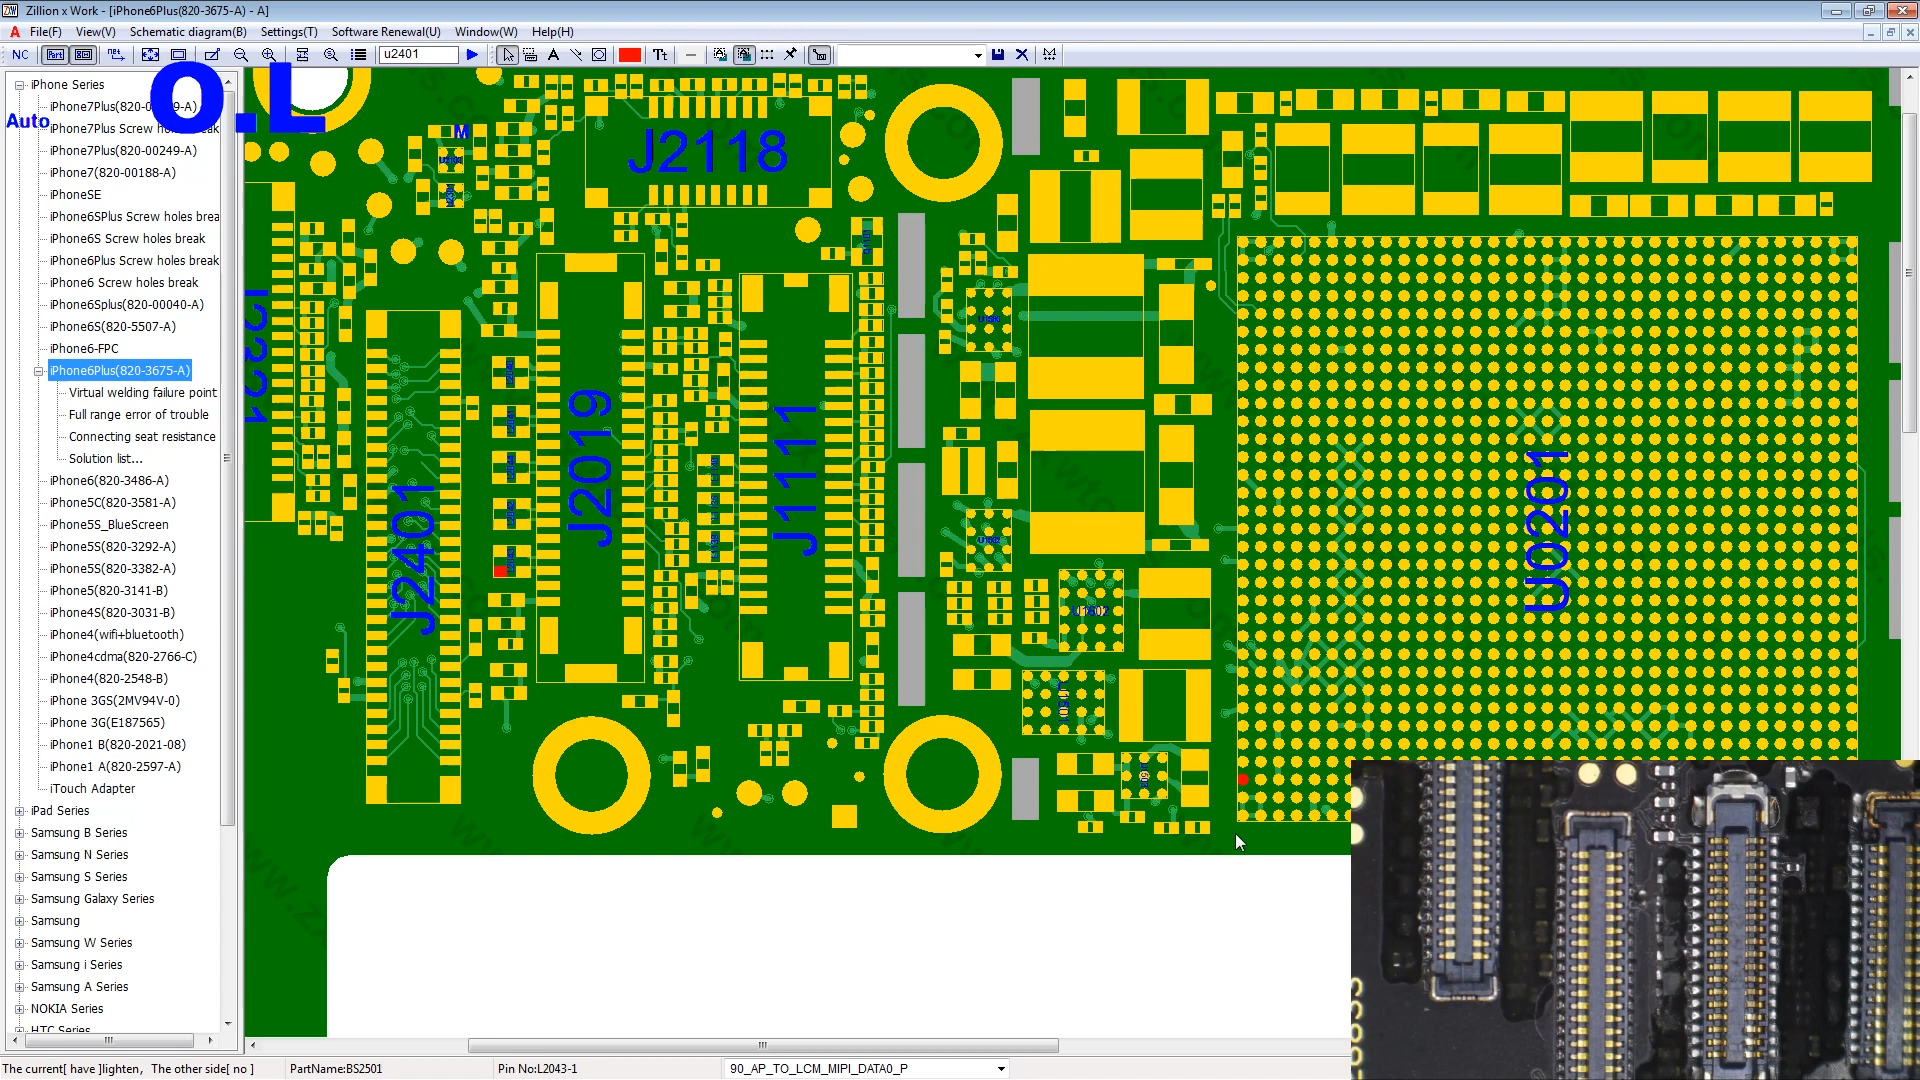 Zillion x Work - [iPhone6Plus(820-3675-A) - A]
File(F) View(V) Schematic diagram(B) Settings(T) Software Renewal(U) Window(W) Help(H)
NC Part Pad Net u2401 A Tt
iPhone Series
O.L
Auto
iPhone7Plus Screw
iPhone7Plus(820-00249-A)
iPhone7(820-00188-A)
iPhoneSE
iPhone6SPlus Screw holes brea
iPhone6S Screw holes break
iPhone6Plus Screw holes break
iPhone6 Screw holes break
iPhone6Splus(820-00040-A)
iPhone6S(820-5507-A)
iPhone6-FPC
iPhone6Plus(820-3675-A)
Virtual welding failure point
Full range error of trouble
Connecting seat resistance
Solution list...
iPhone6(820-3486-A)
iPhone5C(820-3581-A)
iPhone5S_BlueScreen
iPhone5S(820-3292-A)
iPhone5S(820-3382-A)
iPhone5(820-3141-B)
iPhone4S(820-3031-B)
iPhone4(wifi+bluetooth)
iPhone4cdma(820-2766-C)
iPhone4(820-2548-B)
iPhone 3GS(2MV94V-0)
iPhone 3G(E187565)
iPhone1 B(820-2021-08)
iPhone1 A(820-2597-A)
iTouch Adapter
iPad Series
Samsung B Series
Samsung N Series
Samsung S Series
Samsung Galaxy Series
Samsung
Samsung W Series
Samsung i Series
Samsung A Series
NOKIA Series
HTC Series
M
J2118
J2019
J2401
J1111
U0201
U1502
U1501
The current[ have ]lighten, The other side[ no ]
PartName:BS2501
Pin No:L2043-1
90_AP_TO_LCM_MIPI_DATA0_P